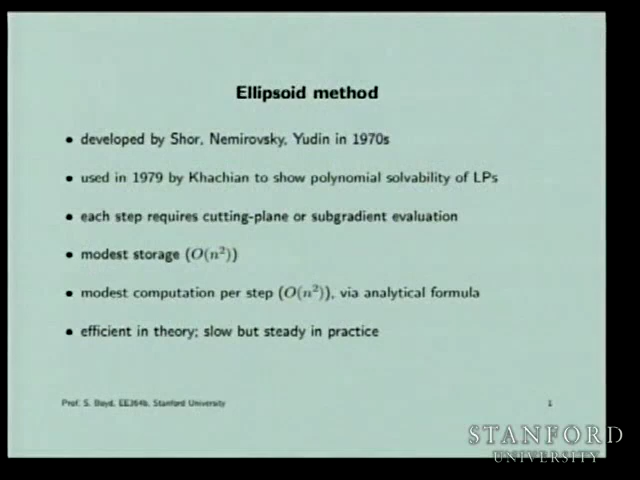 Ellipsoid method
• developed by Shor, Nemirovsky, Yudin in 1970s
• used in 1979 by Khachian to show polynomial solvability of LPs
• each step requires cutting-plane or subgradient evaluation
• modest storage (O(n²))
• modest computation per step (O(n²)), via analytical formula
• efficient in theory; slow but steady in practice
Prof. S. Boyd, EE364b, Stanford University 1
STANFORD
UNIVERSITY